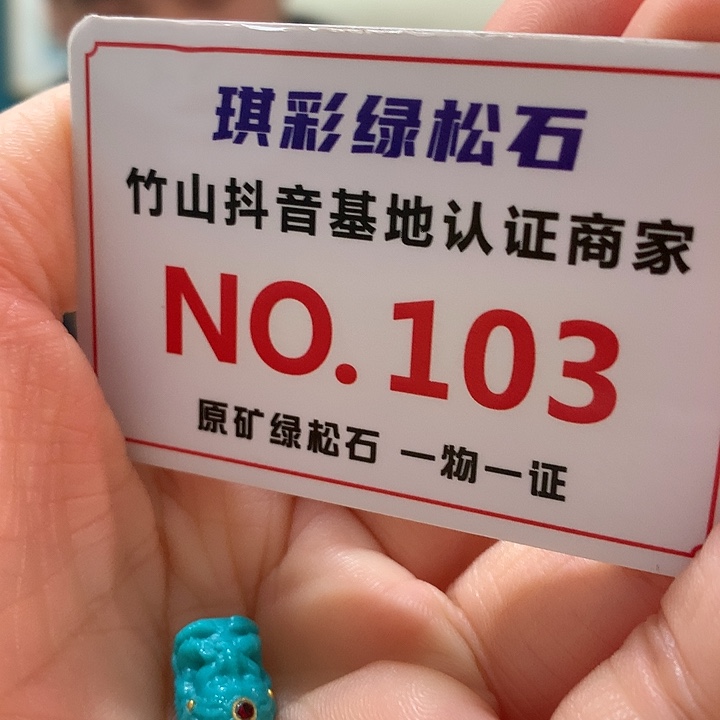 琪彩绿松石
竹山抖音基地认证商家
NO. 103
原矿绿松石 一物一证